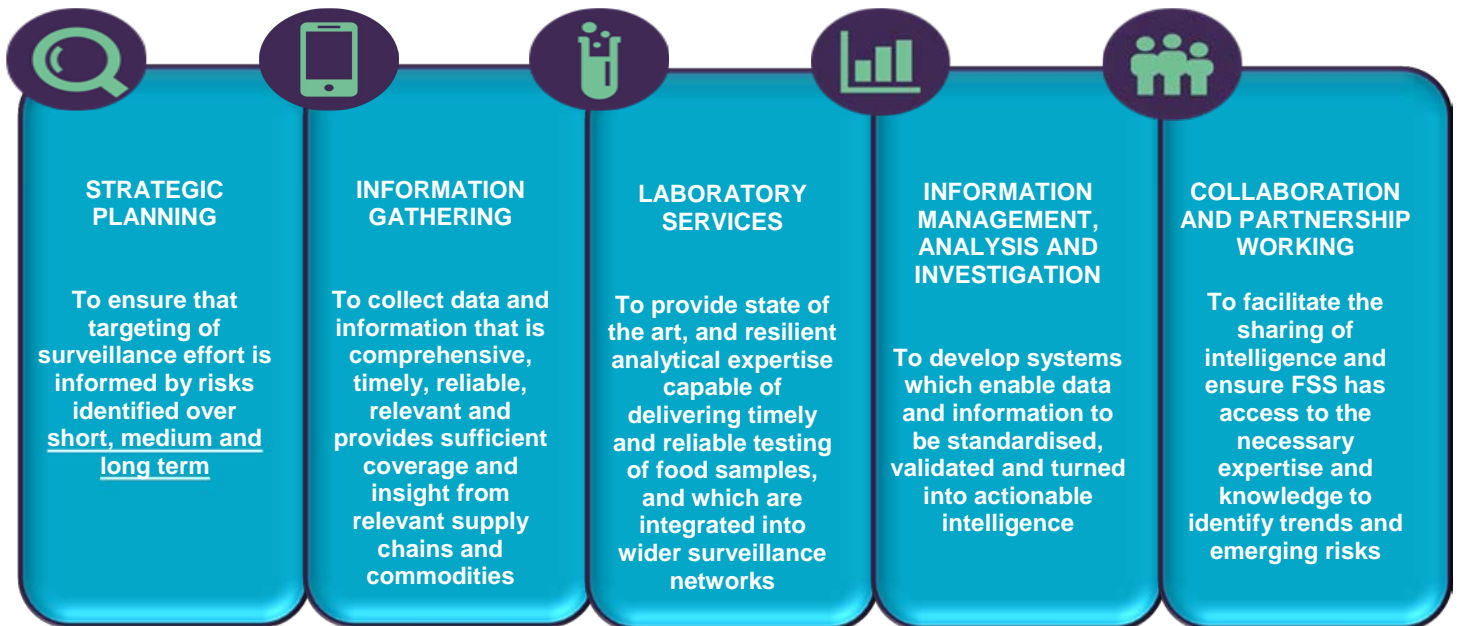 STRATEGIC
PLANNING
To ensure that
targeting of
surveillance effort is
informed by risks
identified over
short, medium and
long term
INFORMATION
GATHERING
To collect data and
information that is
comprehensive,
timely, reliable,
relevant and
provides sufficient
coverage and
insight from
relevant supply
chains and
commodities
LABORATORY
SERVICES
To provide state of
the art, and resilient
analytical expertise
capable of
delivering timely
and reliable testing
of food samples,
and which are
integrated into
wider surveillance
networks
INFORMATION
MANAGEMENT,
ANALYSIS AND
INVESTIGATION
To develop systems
which enable data
and information to
be standardised,
validated and turned
into actionable
intelligence
COLLABORATION
AND PARTNERSHIP
WORKING
To facilitate the
sharing of
intelligence and
ensure FSS has
access to the
necessary
expertise and
knowledge to
identify trends and
emerging risks